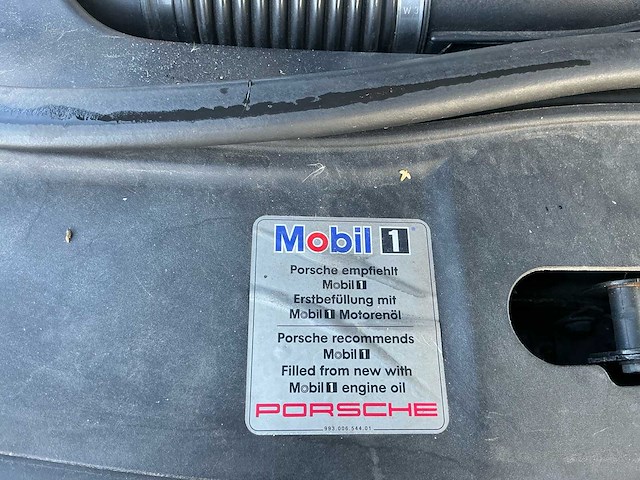 W3
Mobil 1
Porsche empfiehlt
Mobil 1
Erstbefüllung mit
Mobil 1 Motorenöl
Porsche recommends
Mobil 1
Filled from new with
Mobil 1 engine oil
PORSCHE
993.006.544.01